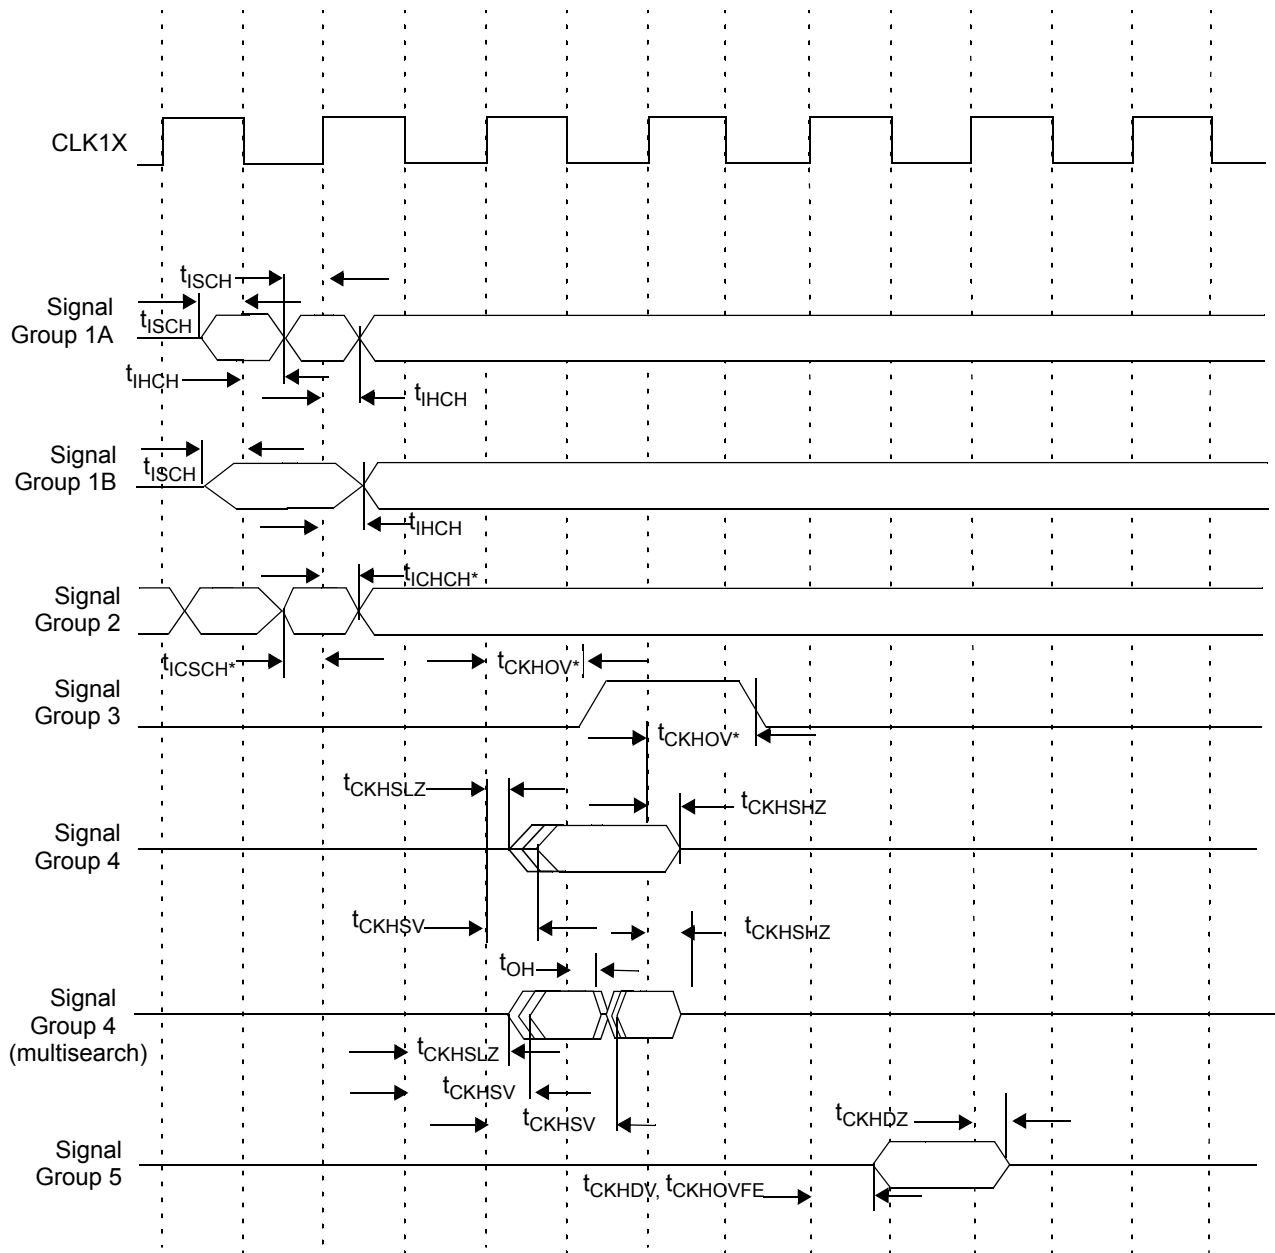 CLK1X
tISCH
Signal
Group 1A
tISCH
tIHCH
tIHCH
Signal
Group 1B
tISCH
tIHCH
tICHCH*
Signal
Group 2
tICSCH*
tCKHOV*
Signal
Group 3
tCKHOV*
tCKHSLZ
tCKHSHZ
Signal
Group 4
tCKHSV
tCKHSHZ
tOH
Signal
Group 4
(multisearch)
tCKHSLZ
tCKHSV
tCKHSV
tCKHDZ
Signal
Group 5
tCKHDV, tCKHOVFE